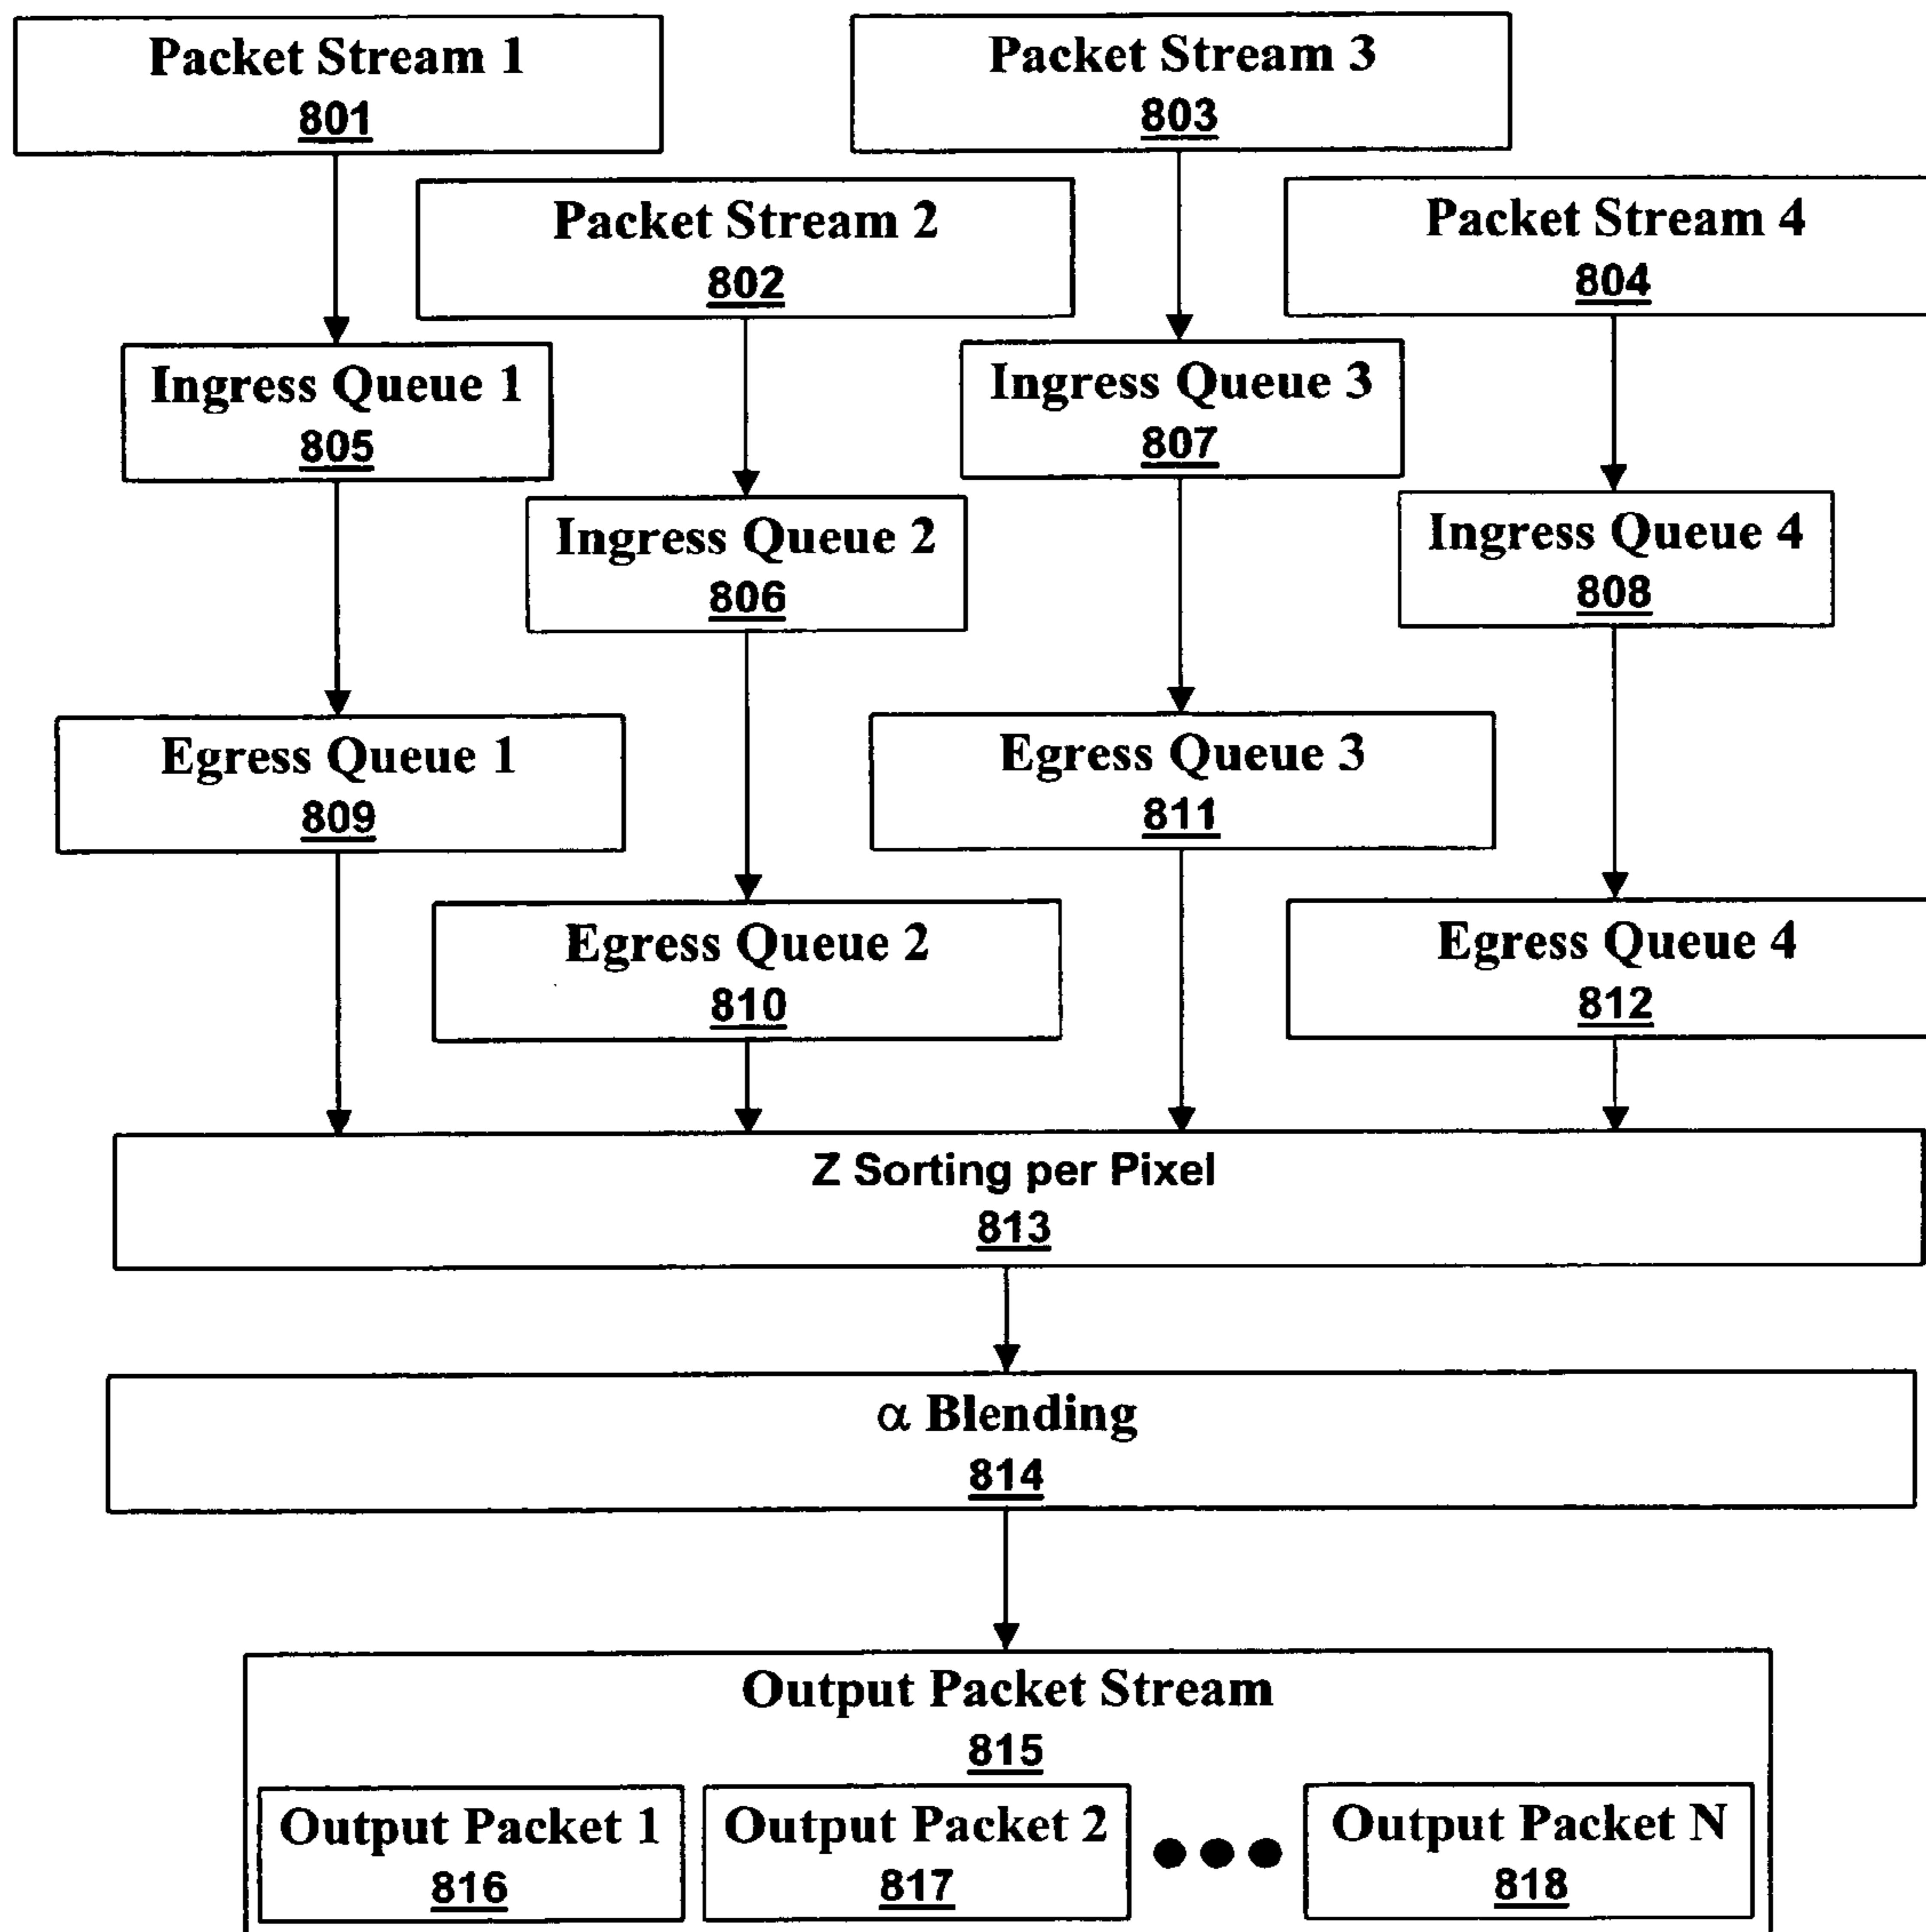 Packet Stream 1
801
Packet Stream 3
803
Packet Stream 2
802
Packet Stream 4
804
Ingress Queue 1
805
Ingress Queue 3
807
Ingress Queue 2
806
Ingress Queue 4
808
Egress Queue 1
809
Egress Queue 3
811
Egress Queue 2
810
Egress Queue 4
812
Z Sorting per Pixel
813
α Blending
814
Output Packet Stream
815
Output Packet 1
816
Output Packet 2
817
Output Packet N
818